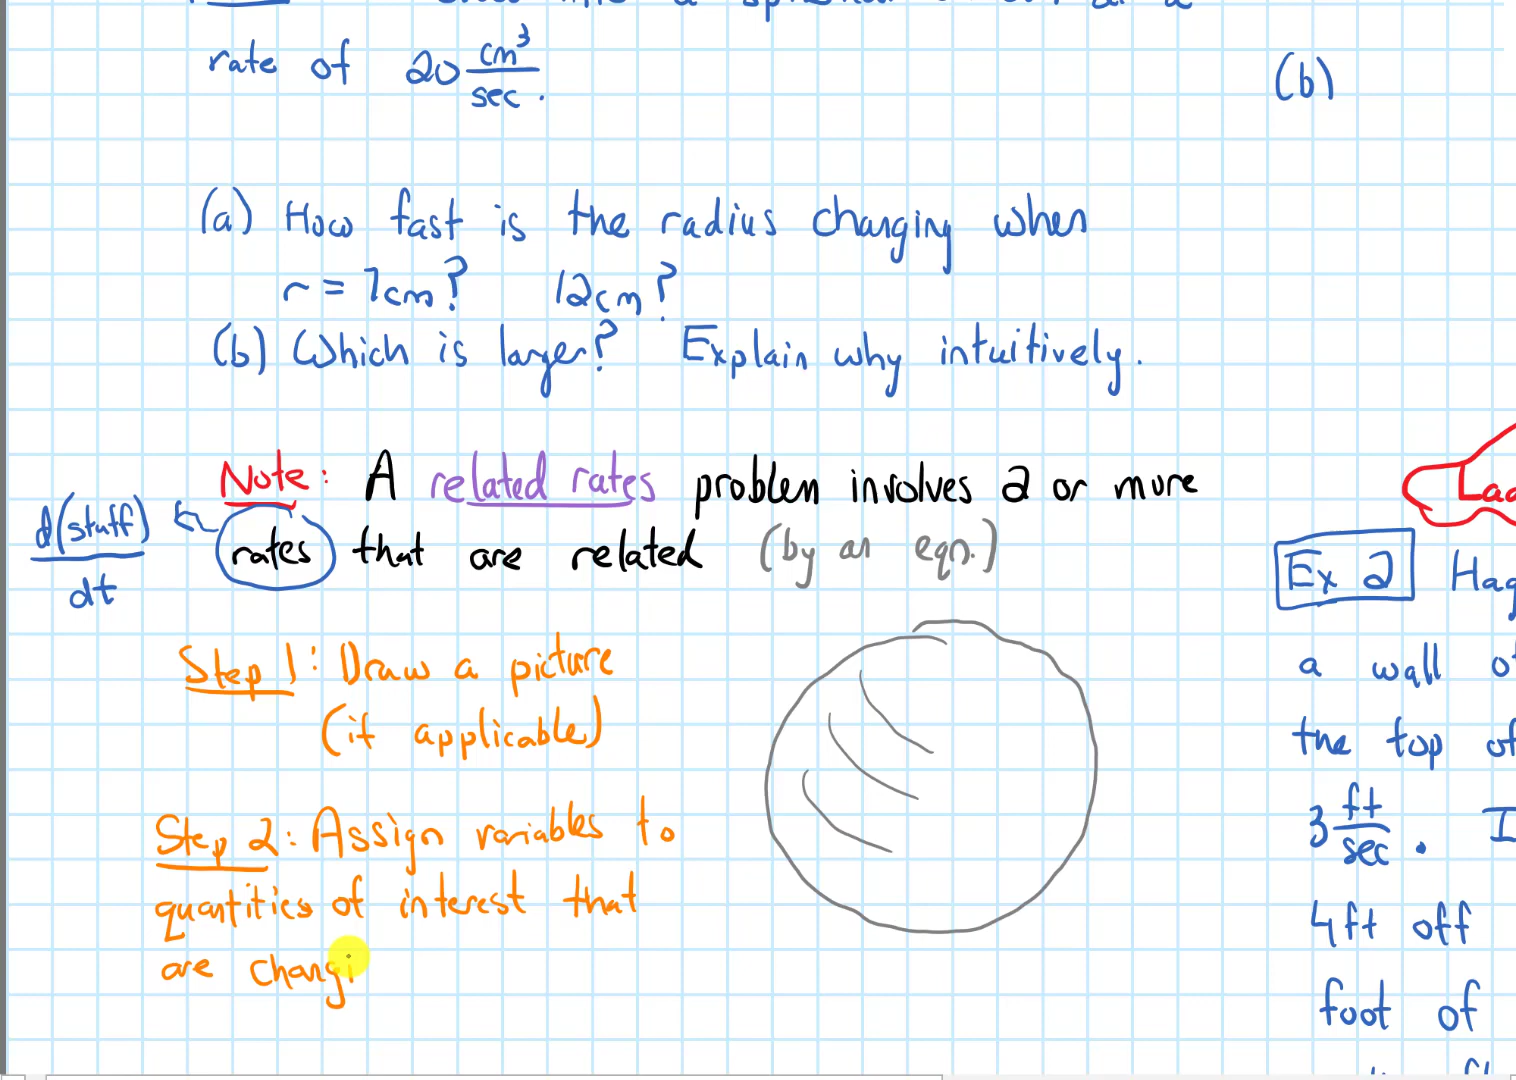 rate of 20 cm³/sec.
(b)
(a) How fast is the radius changing when
r = 7cm? 12cm?
(b) Which is larger? Explain why intuitively.
Note: A related rates problem involves 2 or more
rates that are related (by an eqn.)
d(stuff)/dt
Step 1: Draw a picture
(if applicable)
Step 2: Assign variables to
quantities of interest that
are changi
Ex 2
a wall
the top of
3 ft/sec. I
4ft off
foot of